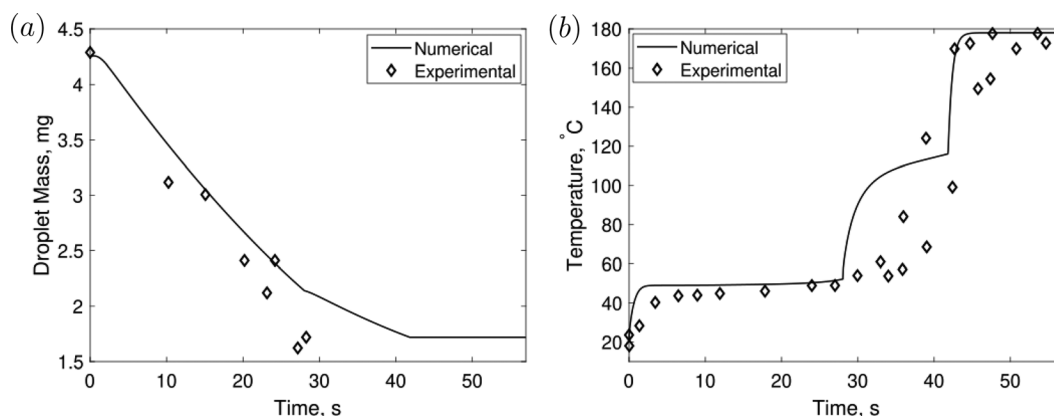 (a)
4.5
4
3.5
3
2.5
2
1.5
Droplet Mass, mg
Numerical
Experimental
0
10
20
30
40
50
Time, s
(b)
180
160
140
120
100
80
60
40
20
Temperature, °C
Numerical
Experimental
0
10
20
30
40
50
Time, s